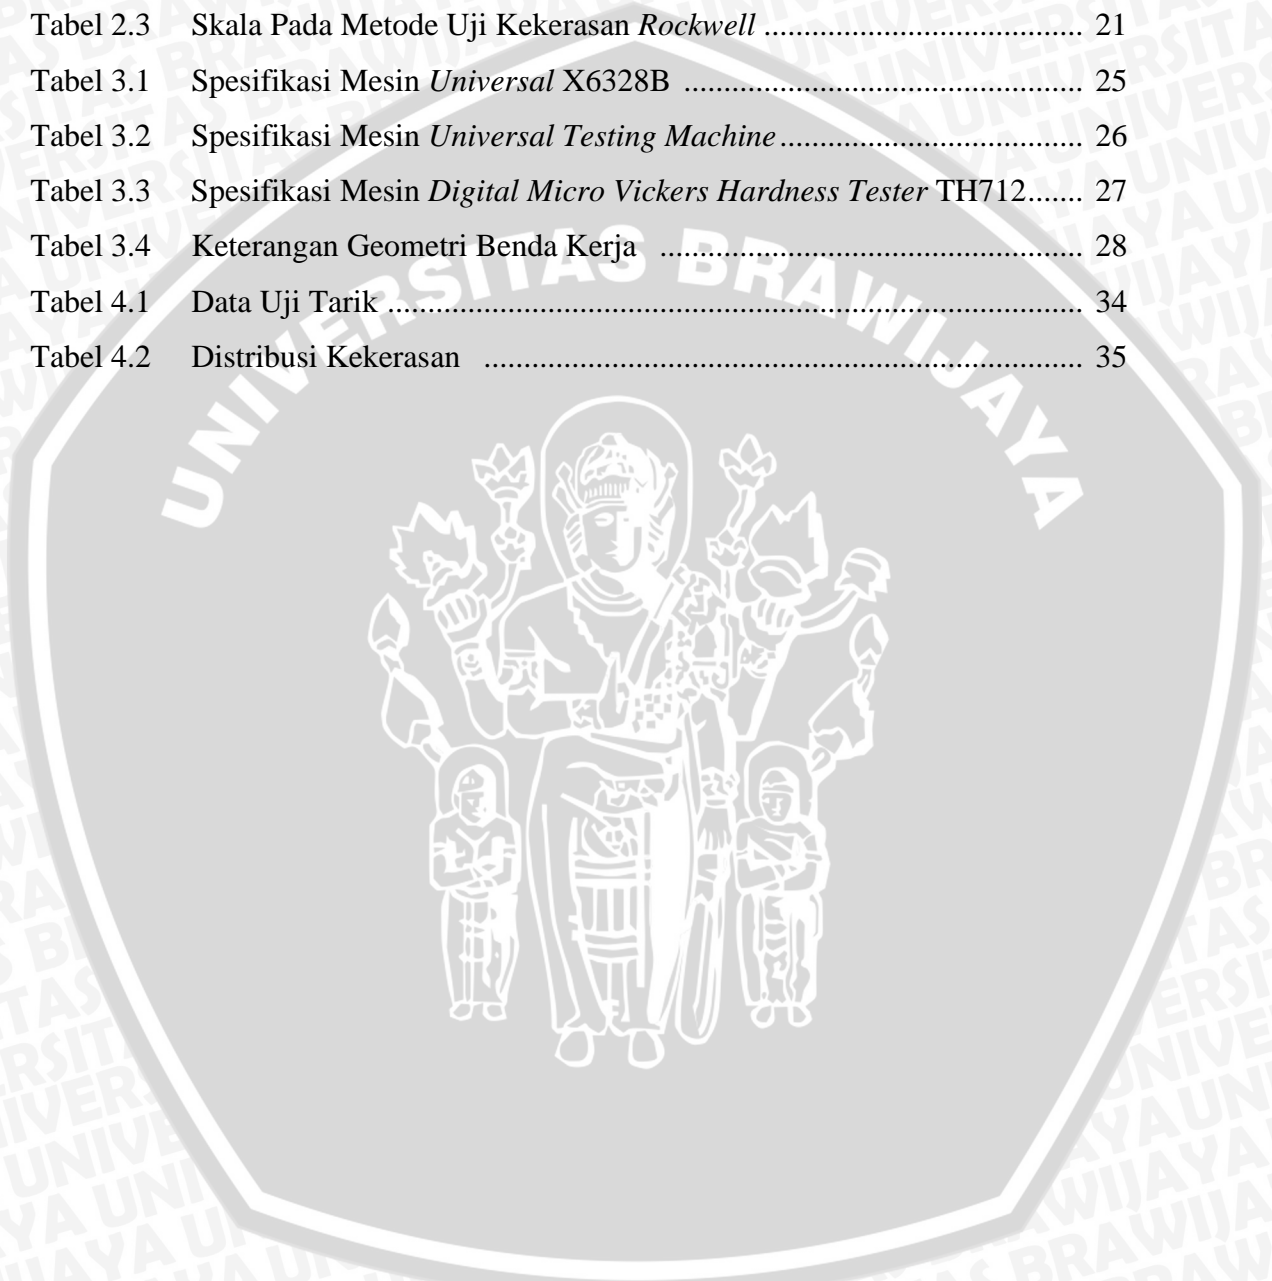 Tabel 2.3 Skala Pada Metode Uji Kekerasan Rockwell ........................................ 21
Tabel 3.1 Spesifikasi Mesin Universal X6328B .................................................. 25
Tabel 3.2 Spesifikasi Mesin Universal Testing Machine ...................................... 26
Tabel 3.3 Spesifikasi Mesin Digital Micro Vickers Hardness Tester TH712....... 27
Tabel 3.4 Keterangan Geometri Benda Kerja ..................................................... 28
Tabel 4.1 Data Uji Tarik ....................................................................................... 34
Tabel 4.2 Distribusi Kekerasan ........................................................................... 35
UNIVERSITAS BRAWIJAYA